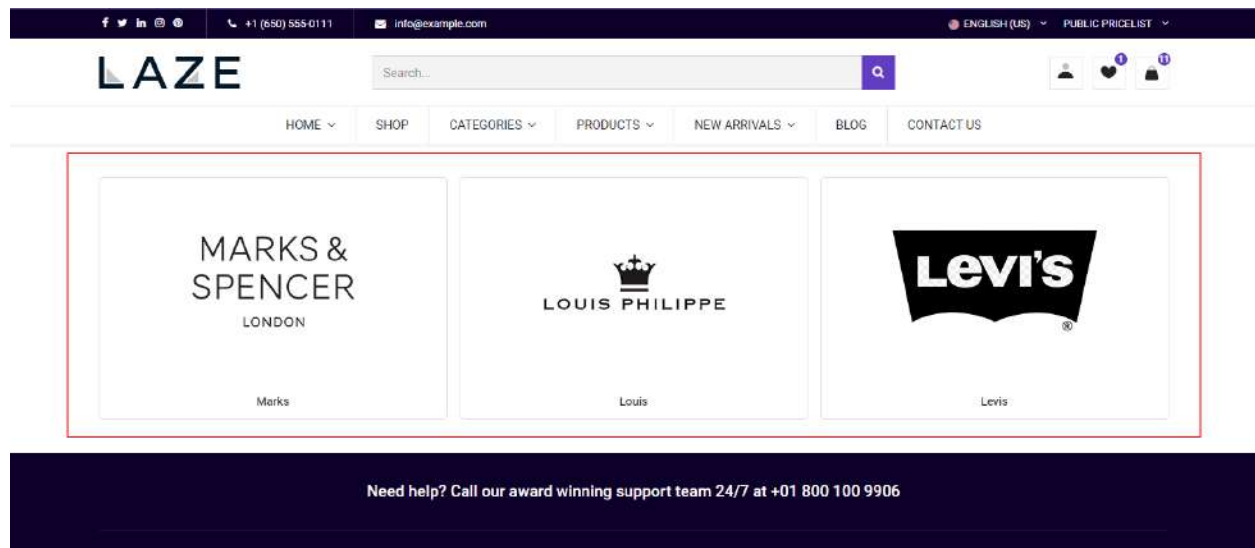 +1 (650) 555-0111 info@example.com ENGLISH (US) PUBLIC PRICELIST
LAZE Search... 1 11
HOME SHOP CATEGORIES PRODUCTS NEW ARRIVALS BLOG CONTACT US
MARKS &
SPENCER
LONDON
Marks
LOUIS PHILIPPE
Louis
Levi's
®
Levis
Need help? Call our award winning support team 24/7 at +01 800 100 9906